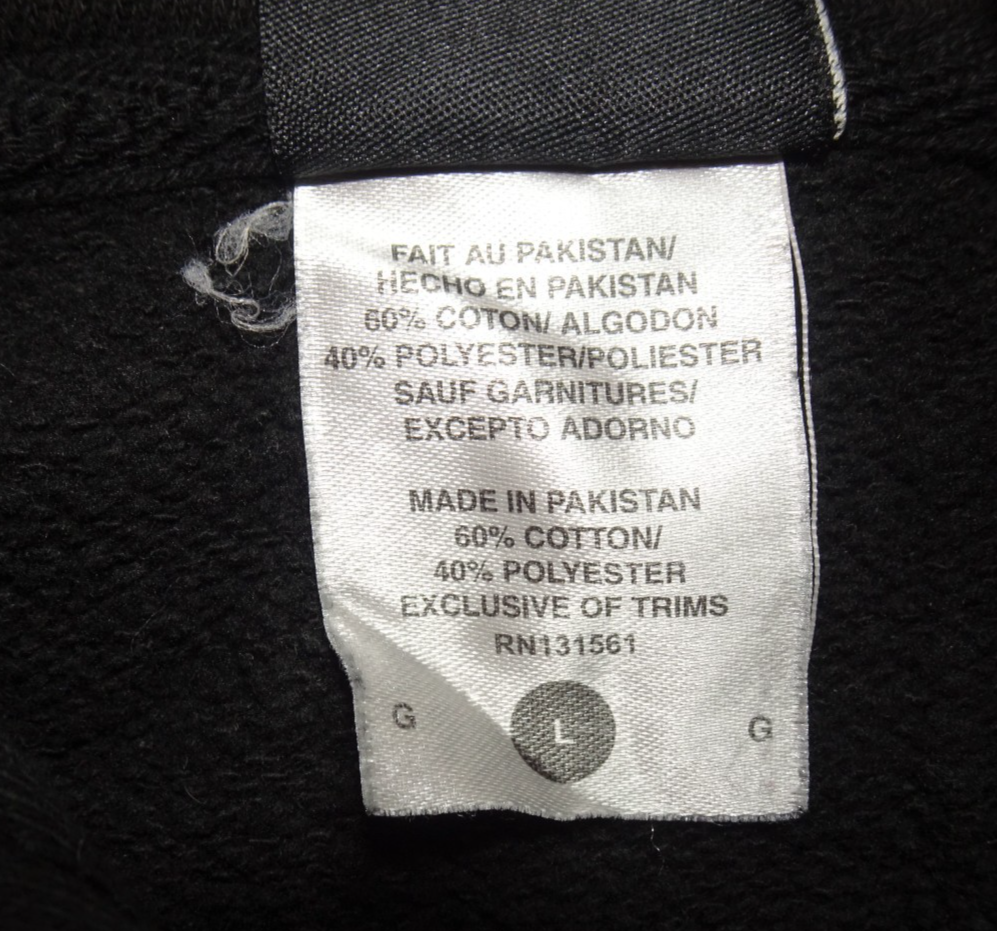 FAIT AU PAKISTAN/
HECHO EN PAKISTAN
60% COTON/ ALGODON
40% POLYESTER/POLIESTER
SAUF GARNITURES/
EXCEPTO ADORNO
MADE IN PAKISTAN
60% COTTON/
40% POLYESTER
EXCLUSIVE OF TRIMS
RN131561
G L G